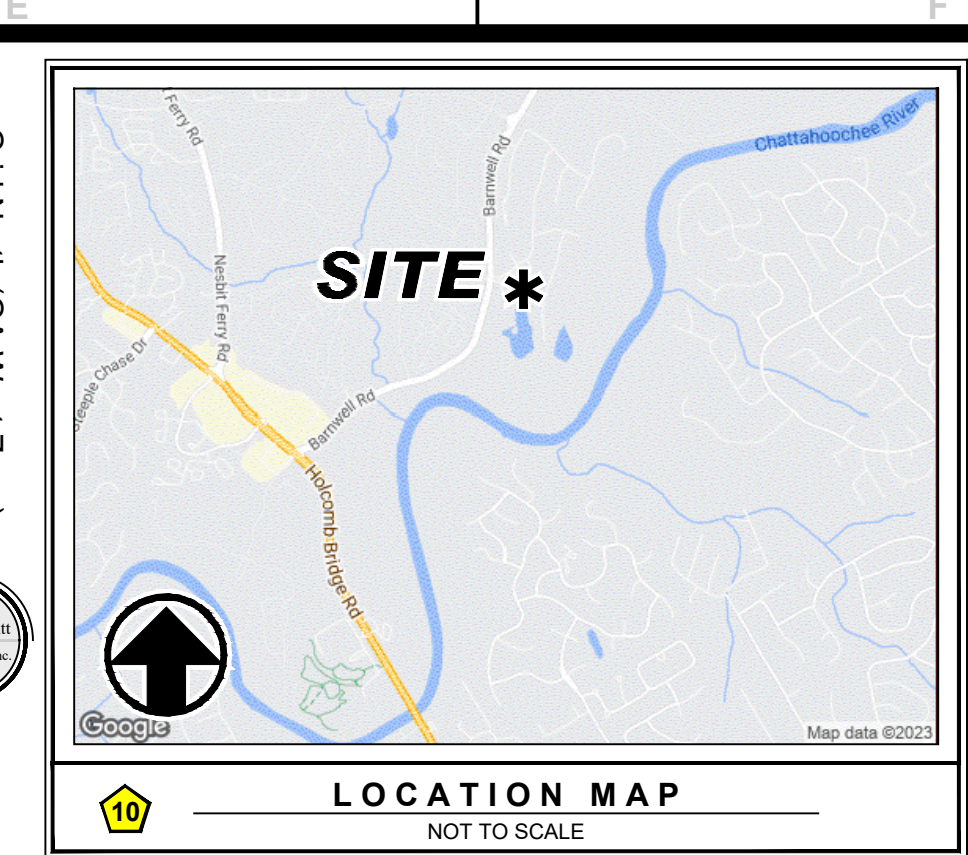 E
F
Ferry Rd
Barnwell Rd
Chattahoochee River
SITE *
Nesbit Ferry Rd
Steeple Chase Dr
Barnwell Rd
Holcomb Bridge Rd
Google
Map data ©2023
10
LOCATION MAP
NOT TO SCALE